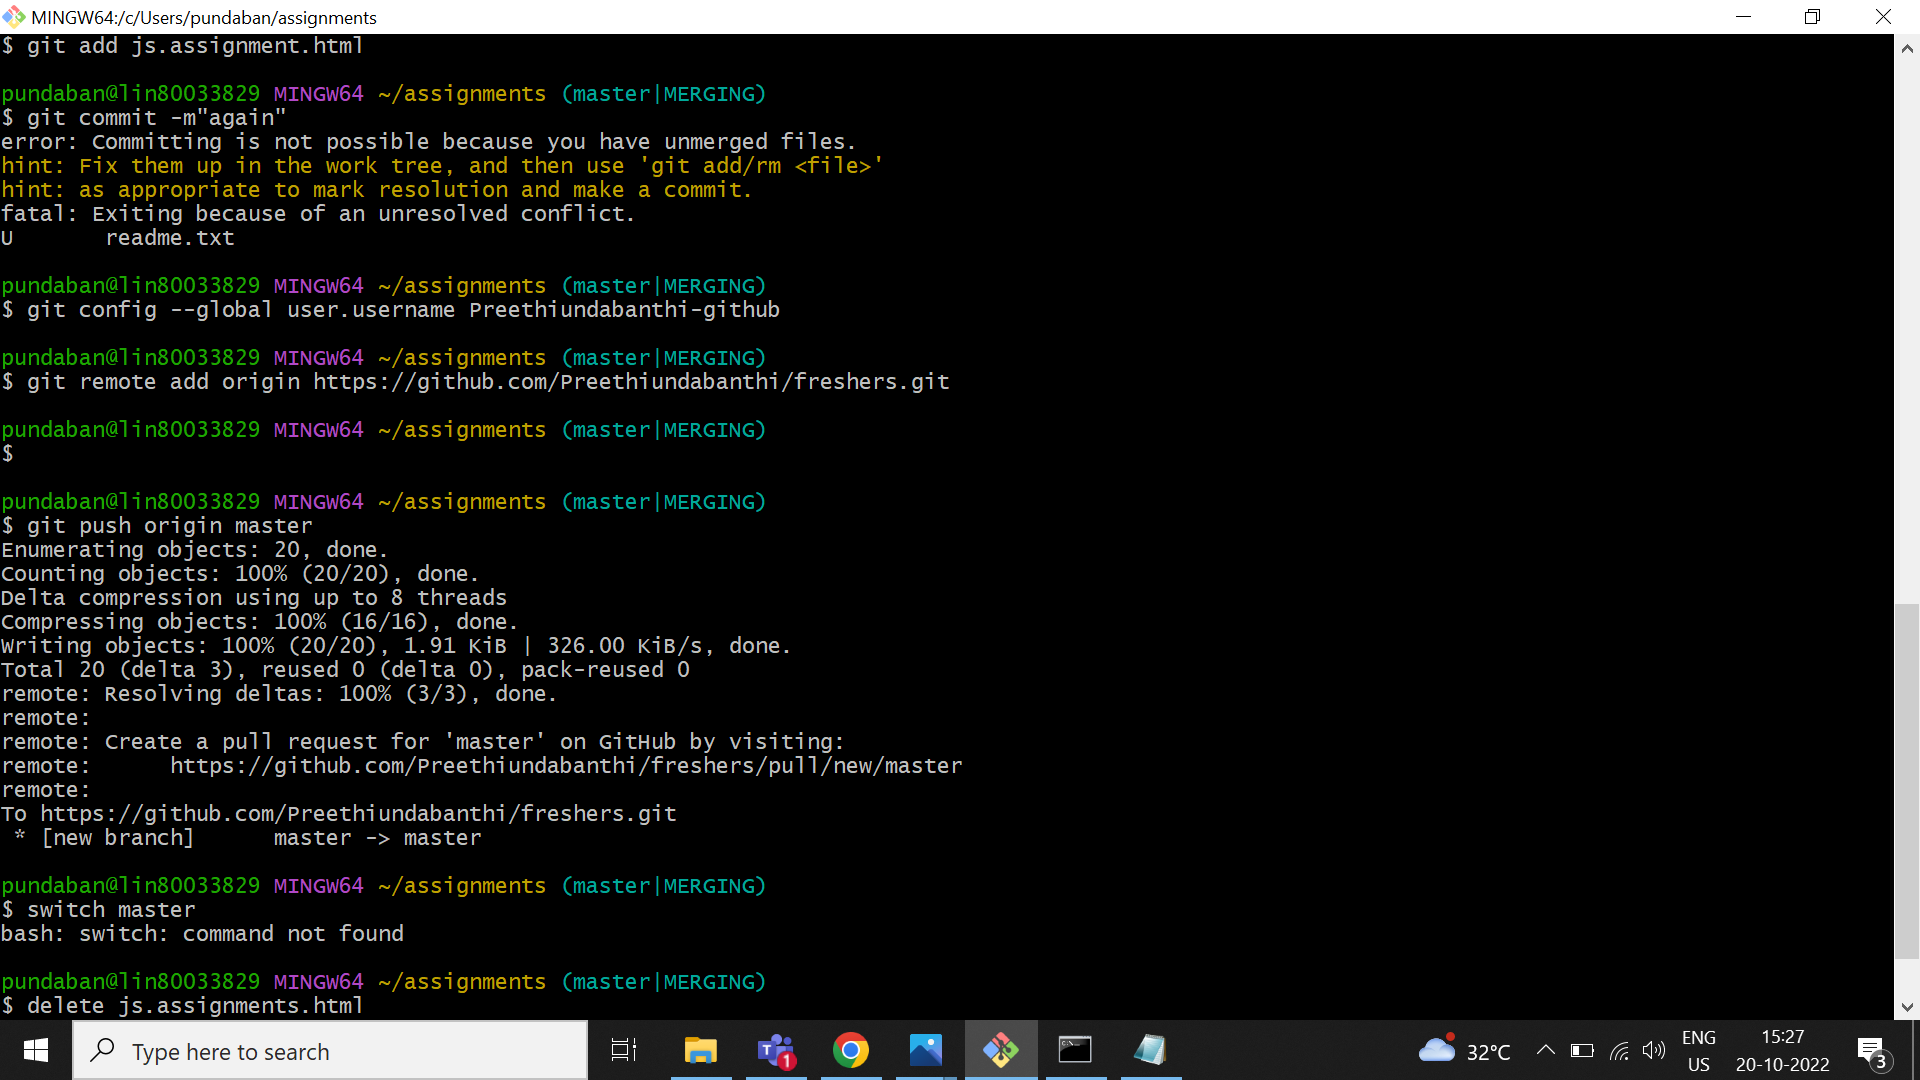 MINGW64:/c/Users/pundaban/assignments
$ git add js.assignment.html
pundaban@lin80033829 MINGW64 ~/assignments (master|MERGING)
$ git commit -m"again"
error: Committing is not possible because you have unmerged files.
hint: Fix them up in the work tree, and then use 'git add/rm <file>'
hint: as appropriate to mark resolution and make a commit.
fatal: Exiting because of an unresolved conflict.
U       readme.txt
pundaban@lin80033829 MINGW64 ~/assignments (master|MERGING)
$ git config --global user.username Preethiundabanthi-github
pundaban@lin80033829 MINGW64 ~/assignments (master|MERGING)
$ git remote add origin https://github.com/Preethiundabanthi/freshers.git
pundaban@lin80033829 MINGW64 ~/assignments (master|MERGING)
$
pundaban@lin80033829 MINGW64 ~/assignments (master|MERGING)
$ git push origin master
Enumerating objects: 20, done.
Counting objects: 100% (20/20), done.
Delta compression using up to 8 threads
Compressing objects: 100% (16/16), done.
Writing objects: 100% (20/20), 1.91 KiB | 326.00 KiB/s, done.
Total 20 (delta 3), reused 0 (delta 0), pack-reused 0
remote: Resolving deltas: 100% (3/3), done.
remote:
remote: Create a pull request for 'master' on GitHub by visiting:
remote:      https://github.com/Preethiundabanthi/freshers/pull/new/master
remote:
To https://github.com/Preethiundabanthi/freshers.git
 * [new branch]      master -> master
pundaban@lin80033829 MINGW64 ~/assignments (master|MERGING)
$ switch master
bash: switch: command not found
pundaban@lin80033829 MINGW64 ~/assignments (master|MERGING)
$ delete js.assignments.html
Type here to search
1
32°C
ENG
US
15:27
20-10-2022
3